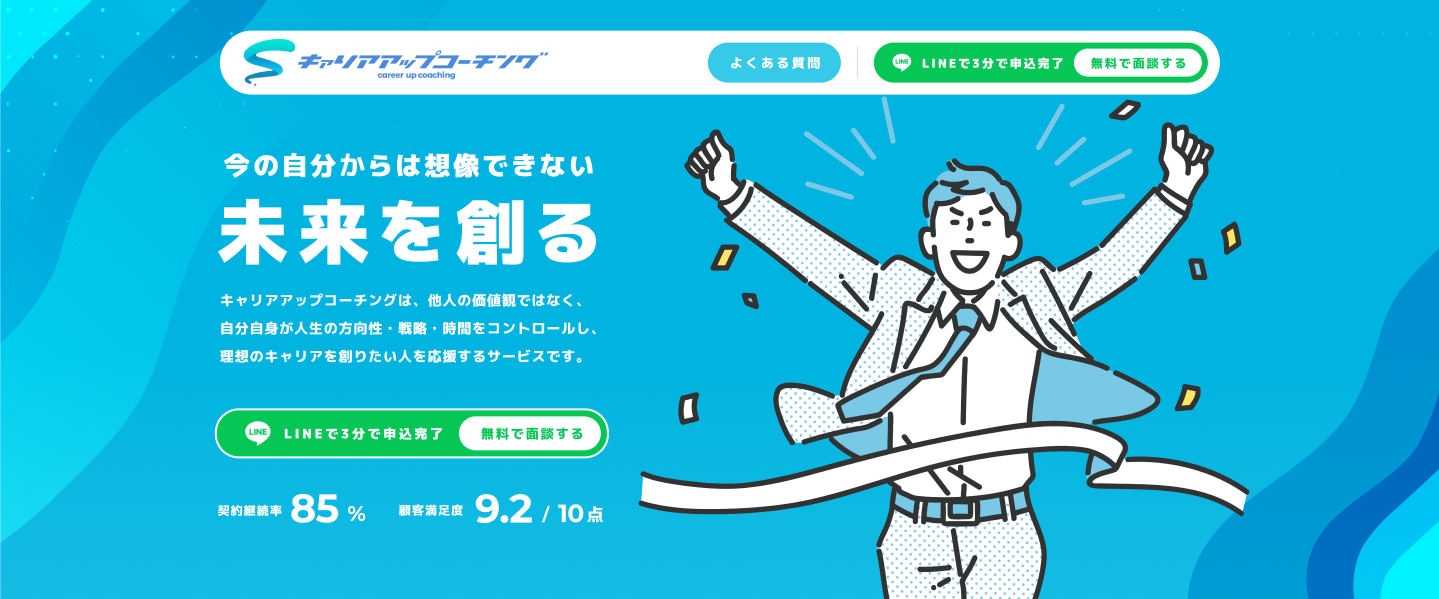 キャリアアップコーチング
career up coaching
よくある質問
LINE LINEで3分で申込完了 無料で面談する
今の自分からは想像できない
未来を創る
キャリアアップコーチングは、他人の価値観ではなく、
自分自身が人生の方向性・戦略・時間をコントロールし、
理想のキャリアを創りたい人を応援するサービスです。
LINE LINEで3分で申込完了 無料で面談する
契約継続率 85 % 顧客満足度 9.2 / 10点